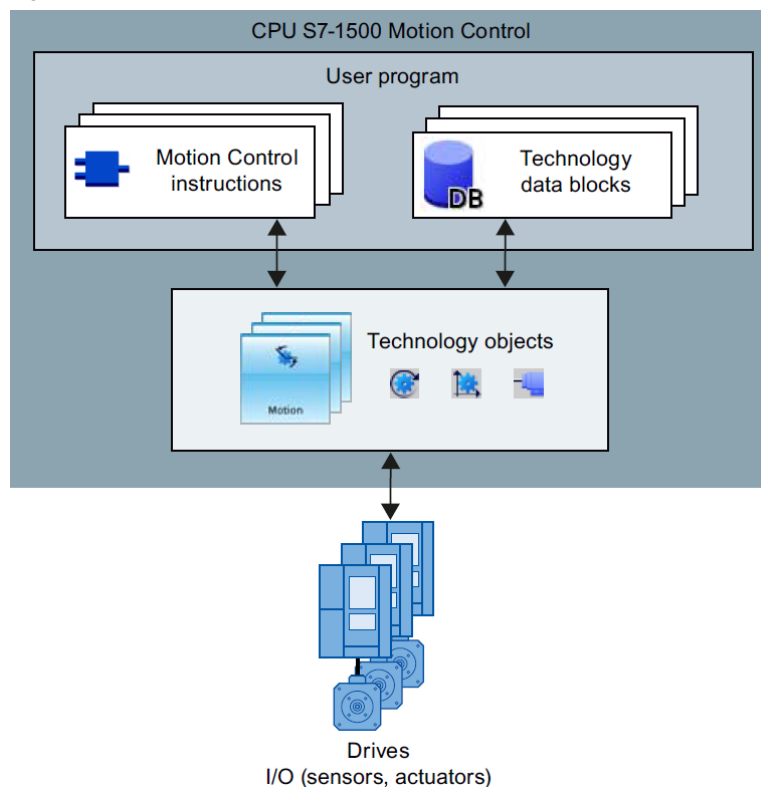 CPU S7-1500 Motion Control
User program
Motion Control
instructions
Technology
data blocks
DB
Technology objects
Motion
Drives
I/O (sensors, actuators)